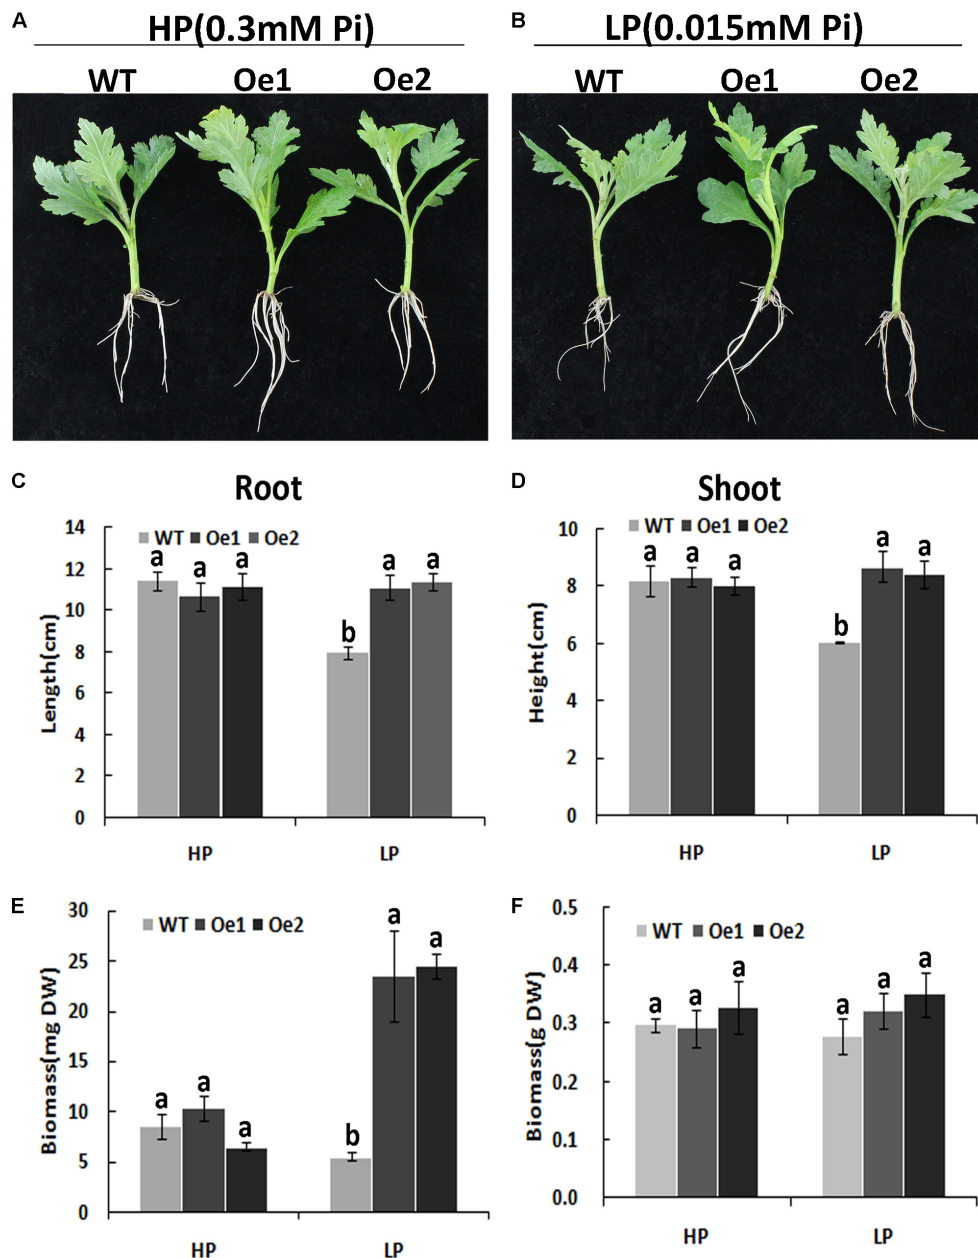 A HP(0.3mM Pi)
WT Oe1 Oe2
B LP(0.015mM Pi)
WT Oe1 Oe2
C Root
WT Oe1 Oe2
Length(cm)
14
12
10
8
6
4
2
0
a a a
b a a
HP LP
D Shoot
WT Oe1 Oe2
Height(cm)
10
8
6
4
2
0
a a a
b a a
HP LP
E
WT Oe1 Oe2
Biomass(mg DW)
30
25
20
15
10
5
0
a a a
b a a
HP LP
F
WT Oe1 Oe2
Biomass(g DW)
0.5
0.4
0.3
0.2
0.1
0.0
a a a
a a a
HP LP